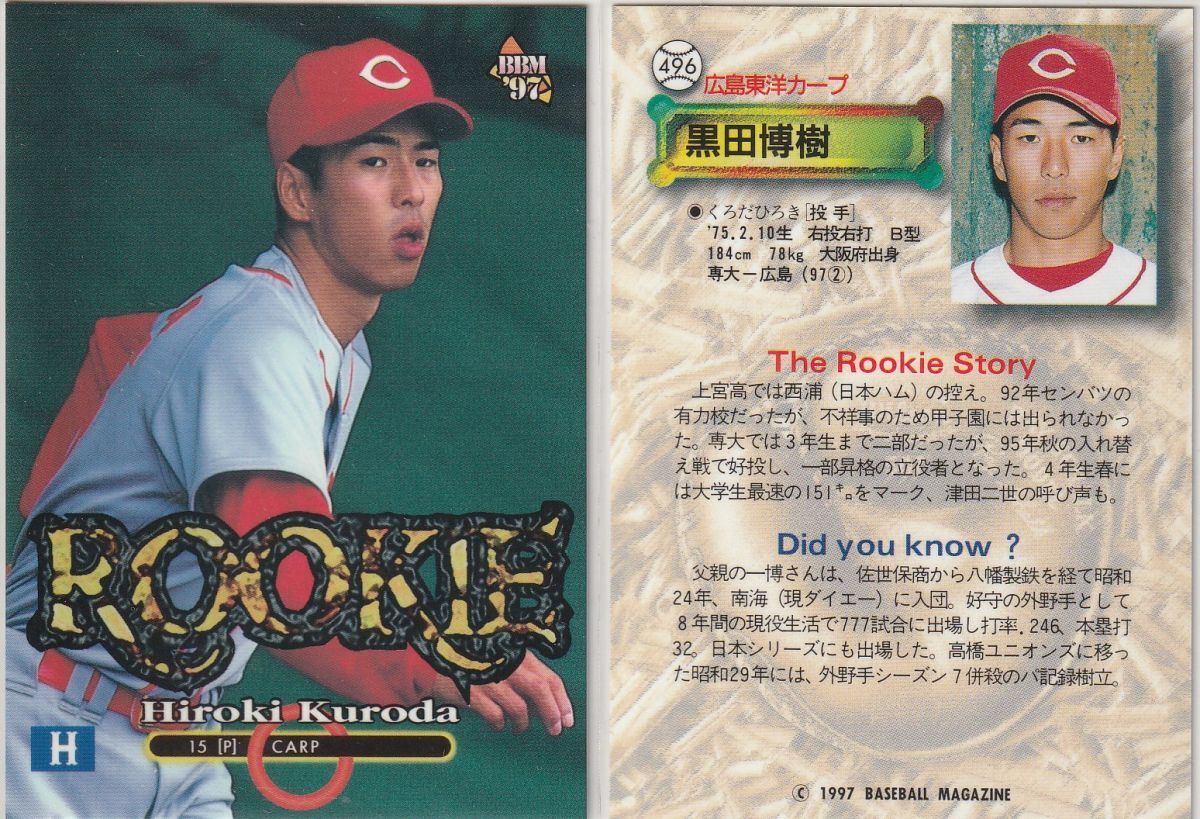 BBM
'97
ROOKIE
Hiroki Kuroda
H
15 [P] CARP
496
広島東洋カープ
黒田博樹
●くろだひろき[投手]
'75.2.10生 右投右打 B型
184cm 78kg 大阪府出身
専大－広島（97②）
The Rookie Story
上宮高では西浦（日本ハム）の控え。92年センバツの
有力校だったが、不祥事のため甲子園には出られなかっ
た。専大では3年生まで二部だったが、95年秋の入れ替
え戦で好投し、一部昇格の立役者となった。4年生春に
は大学生最速の151㌔をマーク、津田二世の呼び声も。
Did you know ?
父親の一博さんは、佐世保商から八幡製鉄を経て昭和
24年、南海（現ダイエー）に入団。好守の外野手として
8年間の現役生活で777試合に出場し打率.246、本塁打
32。日本シリーズにも出場した。高橋ユニオンズに移っ
た昭和29年には、外野手シーズン7併殺のパ記録樹立。
© 1997 BASEBALL MAGAZINE